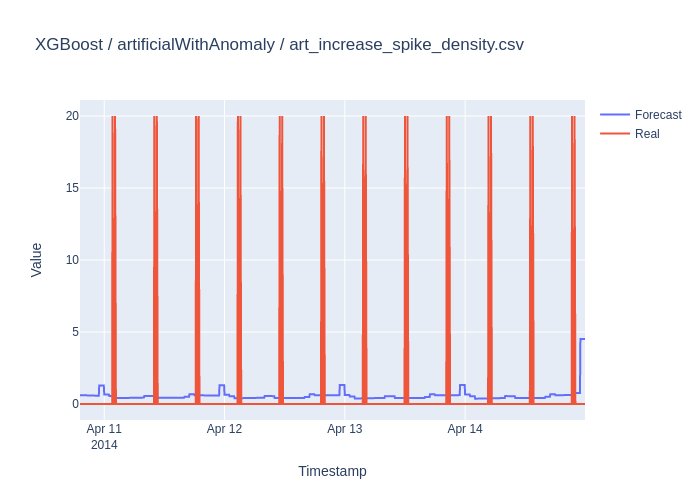 XGBoost / artificialWithAnomaly / art_increase_spike_density.csv
Forecast
Real
20
15
10
5
0
Value
Apr 11
2014
Apr 12
Apr 13
Apr 14
Timestamp